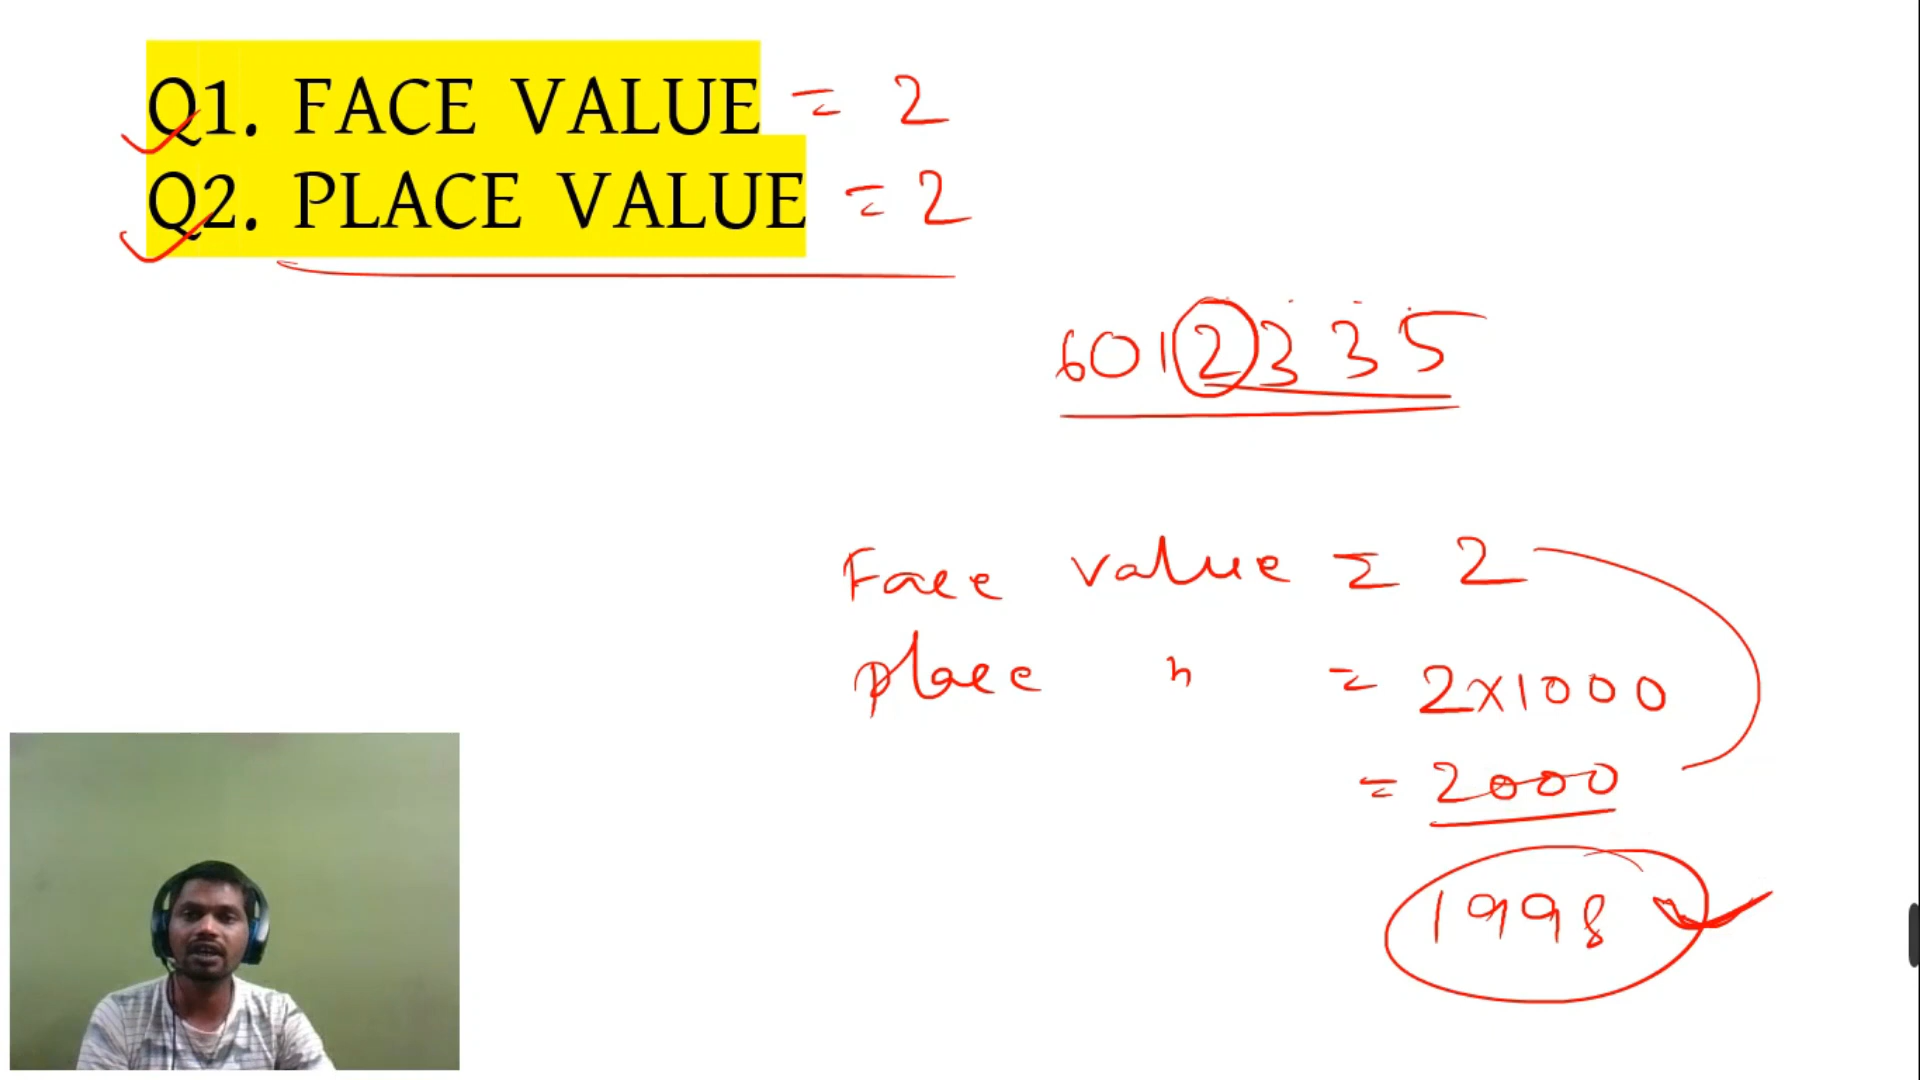 Q1. FACE VALUE = 2
Q2. PLACE VALUE = 2
6012335
Face value = 2
place " = 2x1000
= 2000
1998